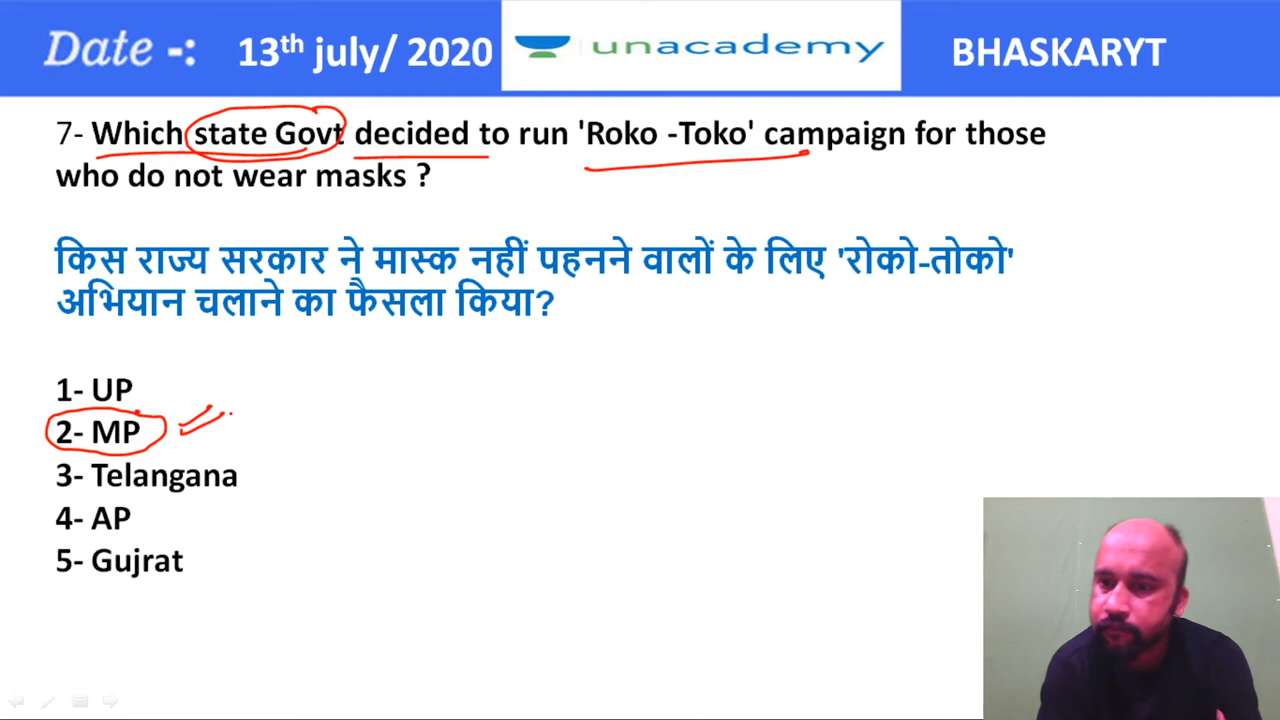 Date -: 13th july/ 2020 unacademy BHASKARYT
7- Which state Govt decided to run 'Roko -Toko' campaign for those
who do not wear masks ?
किस राज्य सरकार ने मास्क नहीं पहनने वालों के लिए 'रोको-तोको'
अभियान चलाने का फैसला किया?
1- UP
2- MP
3- Telangana
4- AP
5- Gujrat